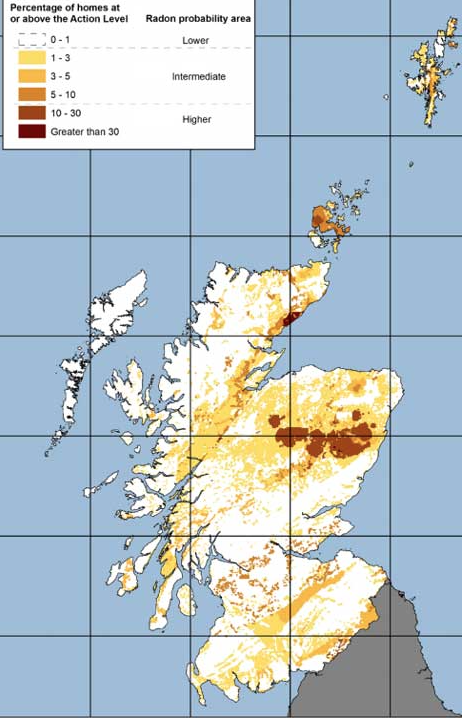 Percentage of homes at
or above the Action Level
Radon probability area
0 - 1
Lower
1 - 3
3 - 5
Intermediate
5 - 10
10 - 30
Higher
Greater than 30